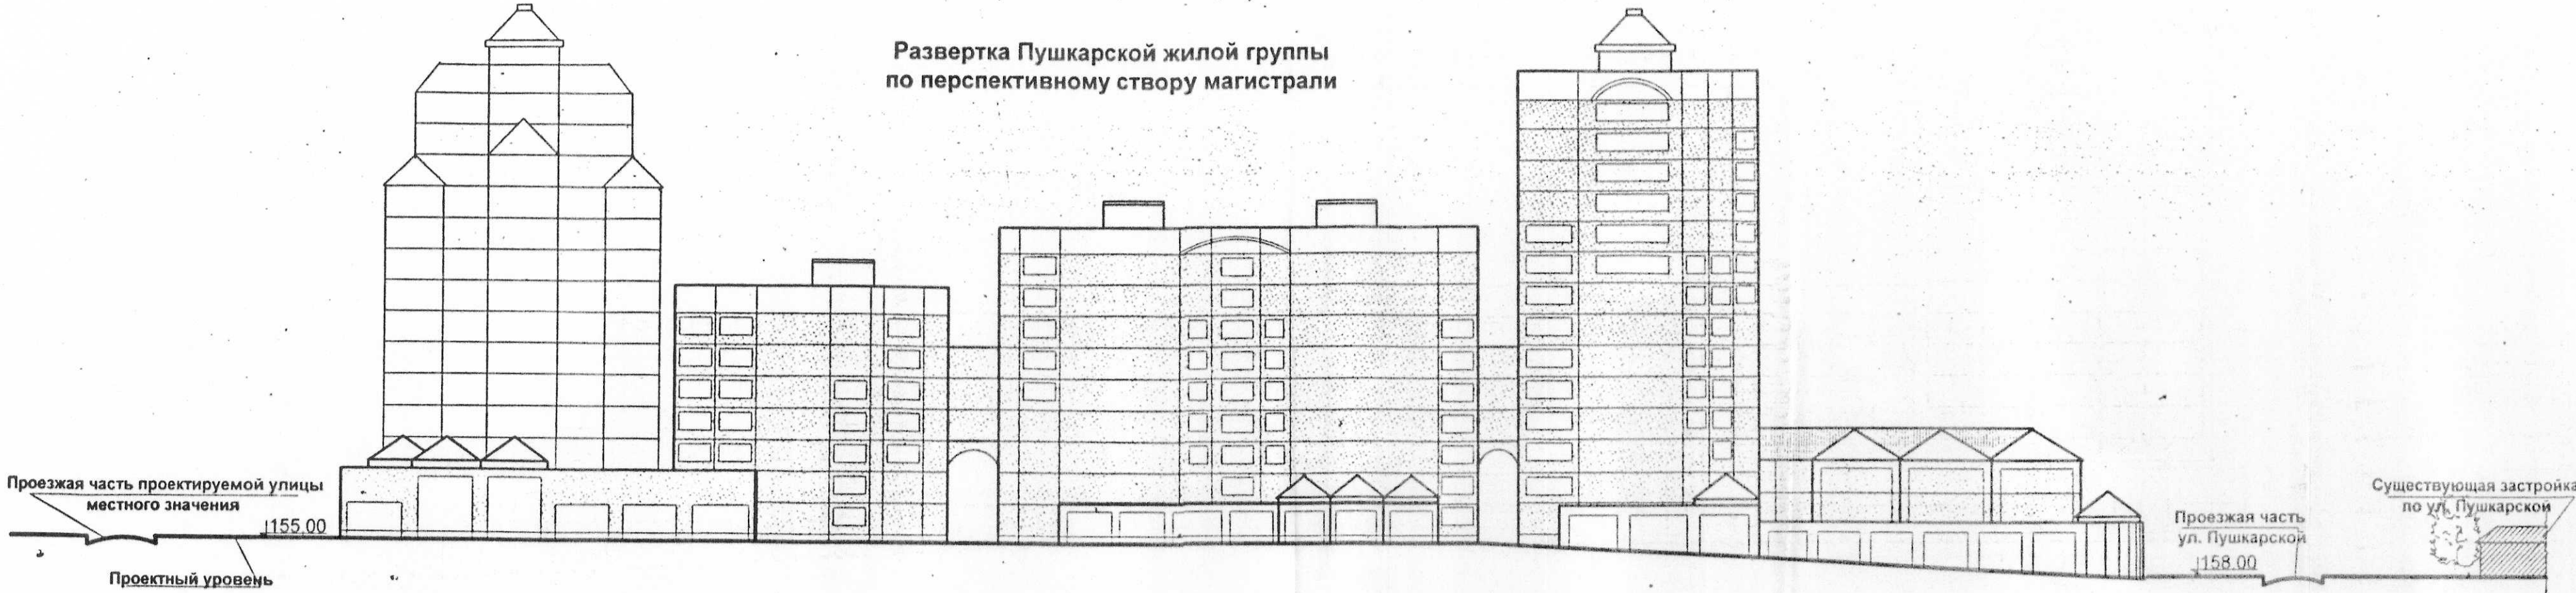 Развертка Пушкарской жилой группы
по перспективному створу магистрали
Проезжая часть проектируемой улицы
местного значения
155.00
Проектный уровень
Проезжая часть
ул. Пушкарской
158.00
Существующая застройка
по ул. Пушкарской